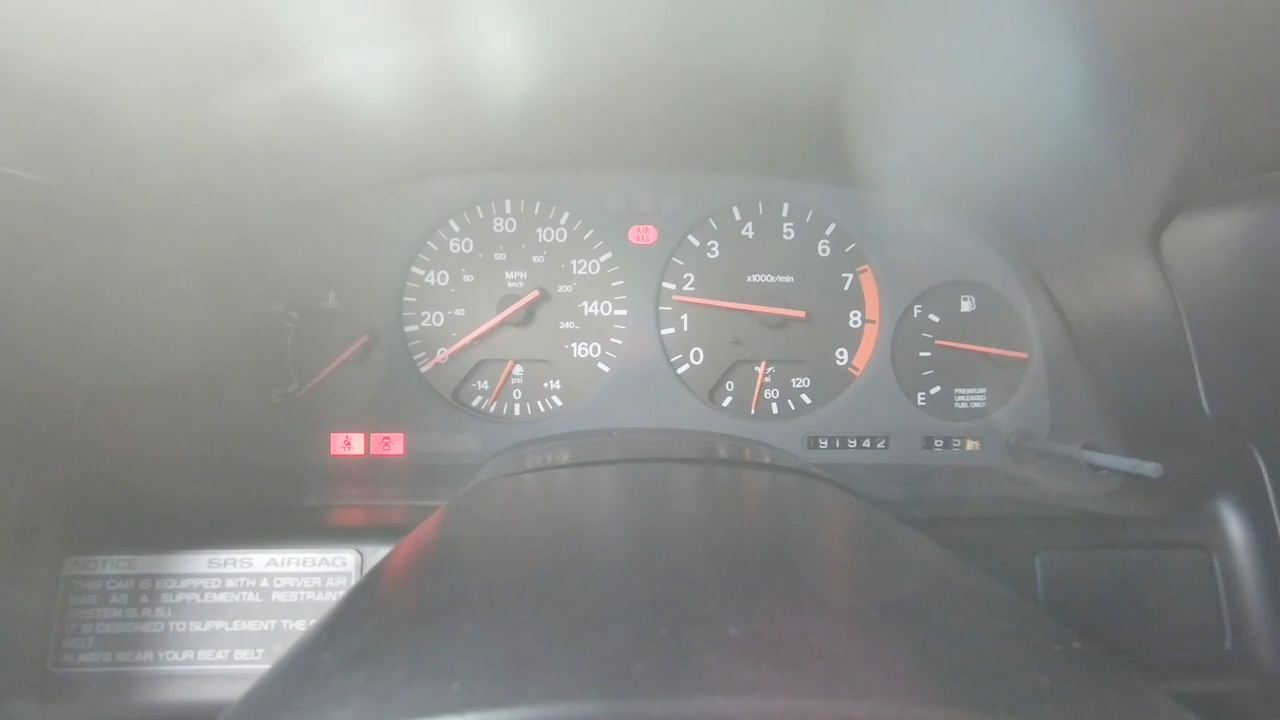 AIR
BAG
0
20
40
60
80
100
120
140
160
40
80
120
160
200
240
MPH
km/h
-14
psi
0
+14
0
1
2
3
4
5
6
7
8
9
x1000r/min
0
60
120
F
E
PREMIUM
UNLEADED
FUEL ONLY
H
C
91942
65
NOTICE SRS AIRBAG
THIS CAR IS EQUIPPED WITH A DRIVER AIR
BAG AS A SUPPLEMENTAL RESTRAINT
SYSTEM
IT IS DESIGNED TO SUPPLEMENT THE
BELT.
ALWAYS WEAR YOUR SEAT BELT.